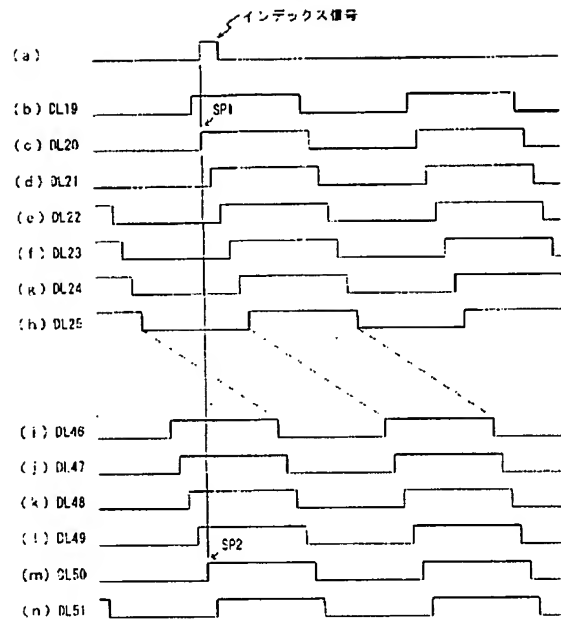 インデックス信号
(a)
(b) DL19
SP1
(c) DL20
(d) DL21
(e) DL22
(f) DL23
(g) DL24
(h) DL25
(i) DL46
(j) DL47
(k) DL48
(l) DL49
SP2
(m) DL50
(n) DL51